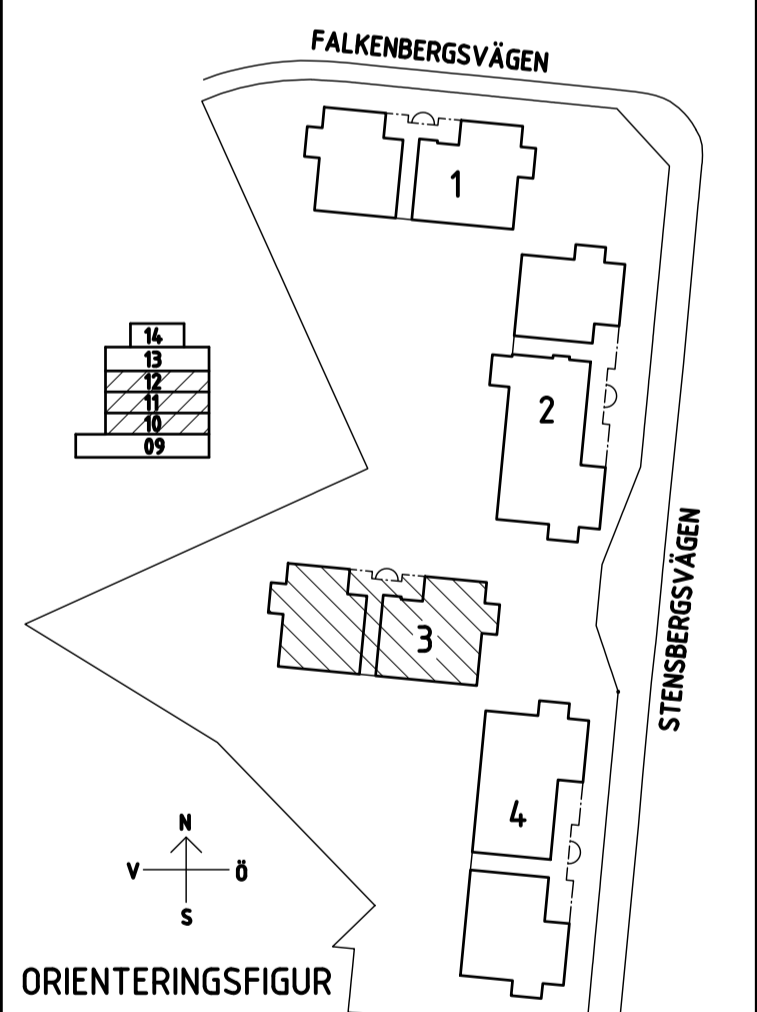 FALKENBERGSVÄGEN
1
14
13
12
11
10
09
2
STENSBERGSVÄGEN
3
4
N
V Ö
S
ORIENTERINGSFIGUR